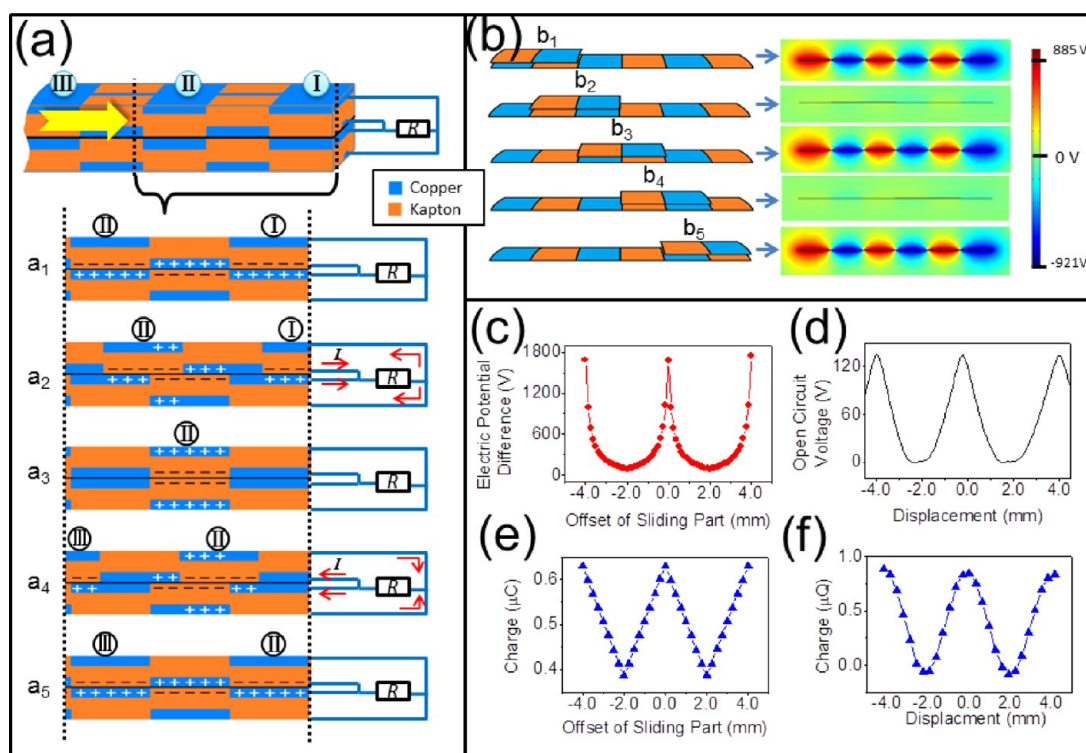 (a)
III II I
R
Copper
Kapton
II I
a1
+ + + + +
+ + + + + + + + + +
R
II I
a2
+ +
I
+ + +
+ + + + + +
R
+ +
II
a3
+ + + + +
R
+ + + + +
III II
a4
+ + +
I
+ +
+ + + +
R
+ + +
III II
a5
+ + + + +
+ + + + + + + + + +
R
(b)
b1
b2
b3
b4
b5
885 V
0 V
-921V
(c)
Electric Potential
Difference (V)
1800
1200
600
0
-4.0 -2.0 0.0 2.0 4.0
Offset of Sliding Part (mm)
(d)
Open Circuit
Voltage (V)
120
60
0
-4.0 -2.0 0.0 2.0 4.0
Displacement (mm)
(e)
Charge (μC)
0.6
0.5
0.4
-4.0 -2.0 0.0 2.0 4.0
Offset of Sliding Part (mm)
(f)
Charge (μQ)
1.0
0.5
0.0
-4.0 -2.0 0.0 2.0 4.0
Displacment (mm)